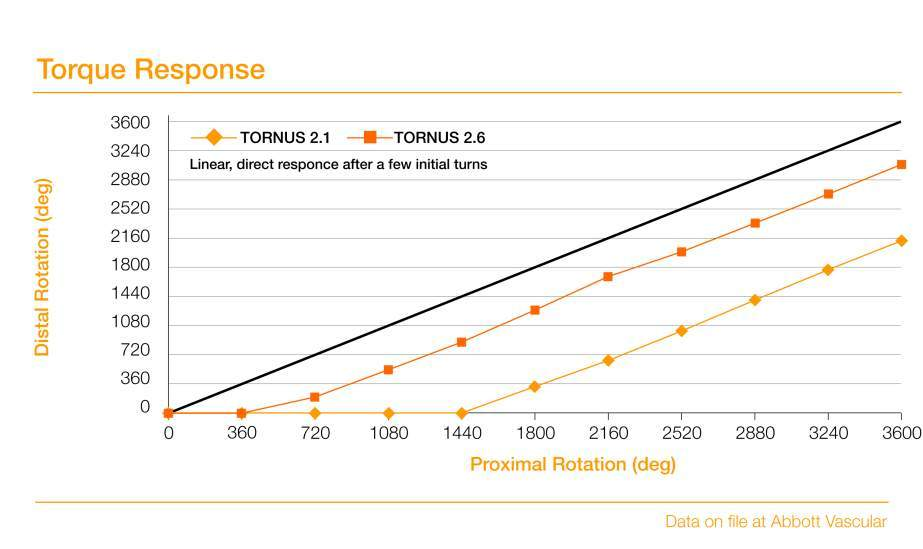 Torque Response
TORNUS 2.1 TORNUS 2.6
Linear, direct responce after a few initial turns
Distal Rotation (deg)
3600
3240
2880
2520
2160
1800
1440
1080
720
360
0
0 360 720 1080 1440 1800 2160 2520 2880 3240 3600
Proximal Rotation (deg)
Data on file at Abbott Vascular